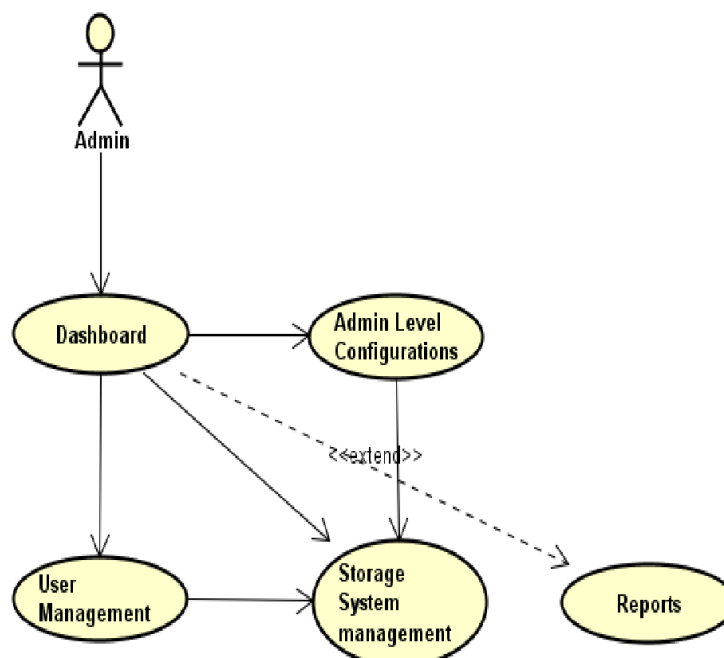 Admin
Dashboard
Admin Level
Configurations
<<extend>>
User
Management
Storage
System
management
Reports